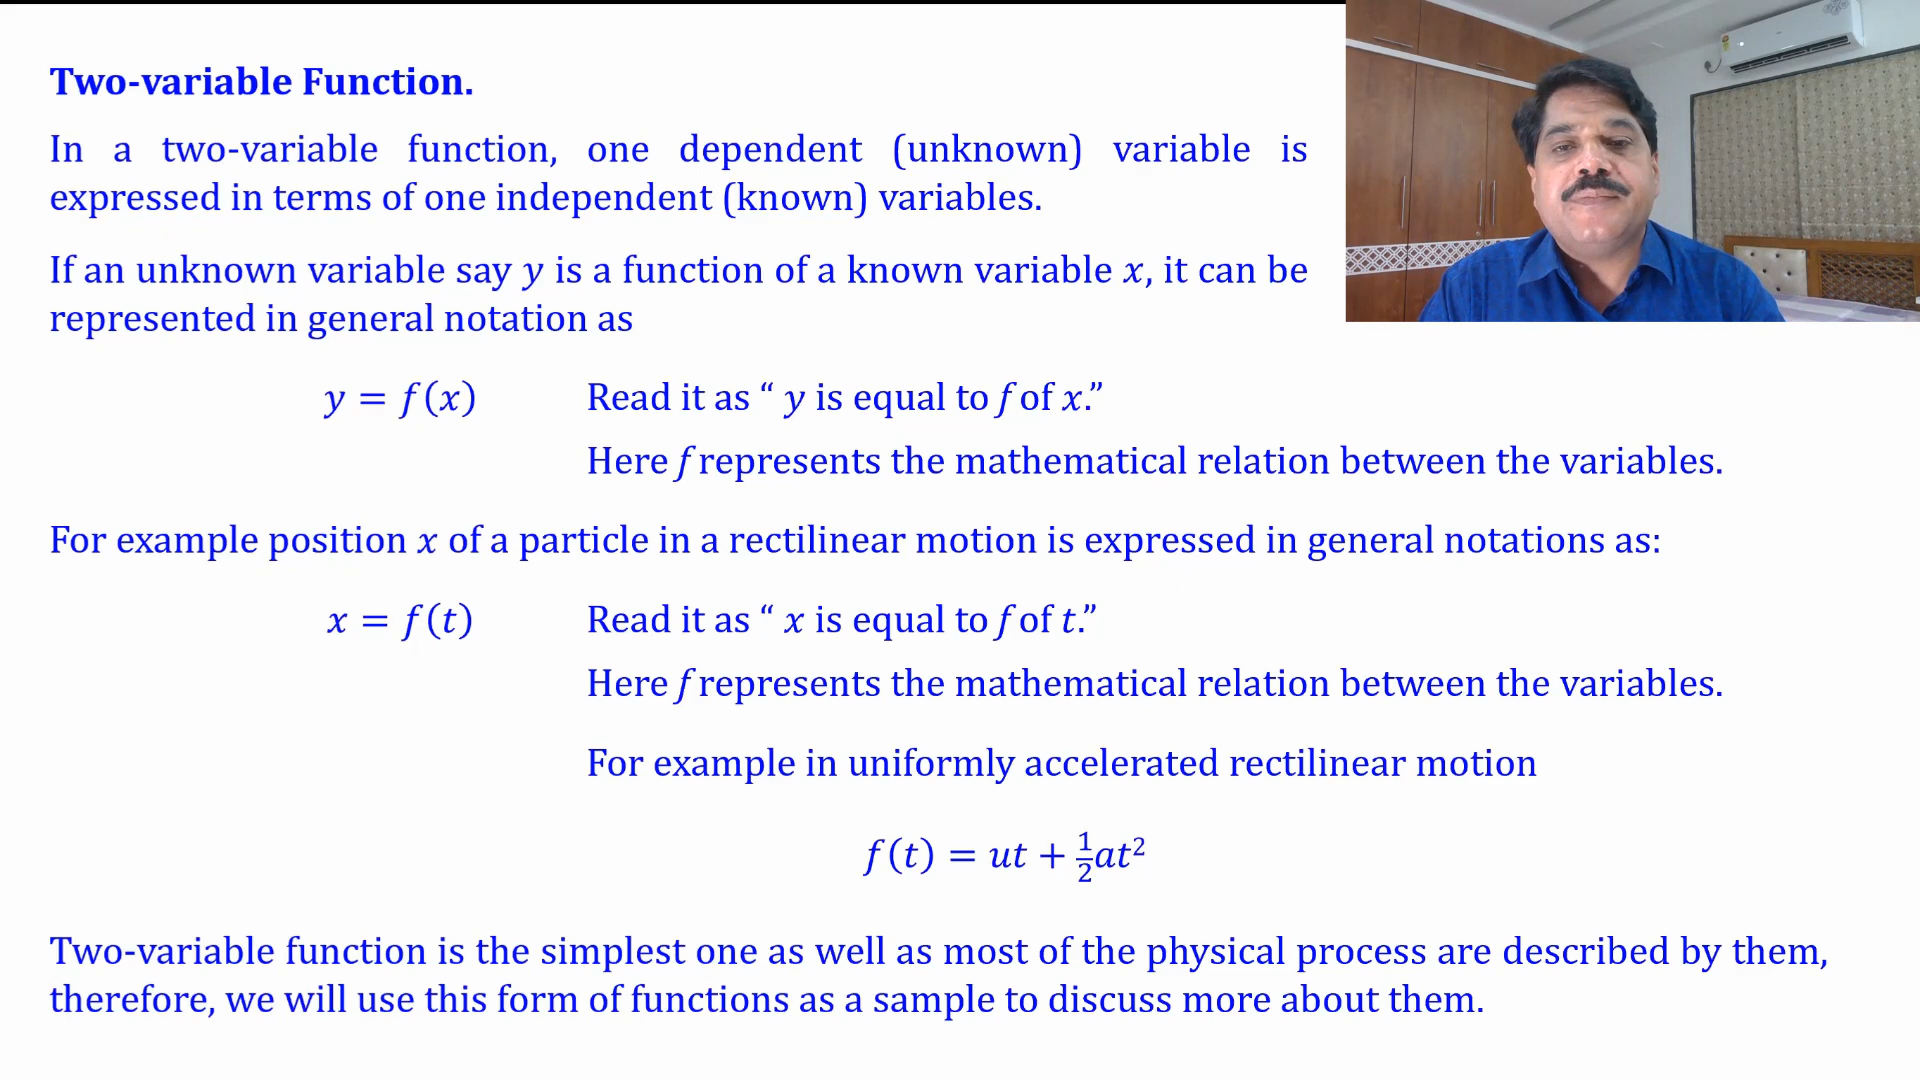 Two-variable Function.
In a two-variable function, one dependent (unknown) variable is
expressed in terms of one independent (known) variables.
If an unknown variable say y is a function of a known variable x, it can be
represented in general notation as
y = f(x) Read it as “ y is equal to f of x.”
Here f represents the mathematical relation between the variables.
For example position x of a particle in a rectilinear motion is expressed in general notations as:
x = f(t) Read it as “ x is equal to f of t.”
Here f represents the mathematical relation between the variables.
For example in uniformly accelerated rectilinear motion
f(t) = ut + ½at²
Two-variable function is the simplest one as well as most of the physical process are described by them,
therefore, we will use this form of functions as a sample to discuss more about them.